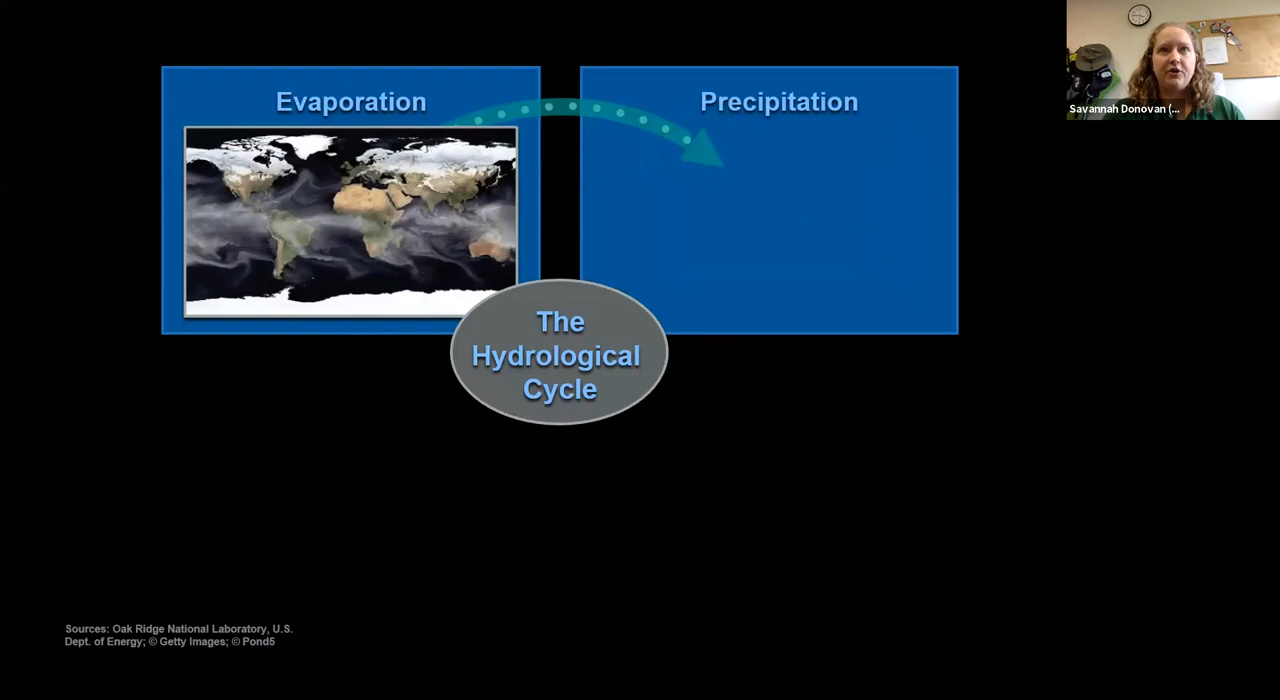 Evaporation
Precipitation
The
Hydrological
Cycle
Savannah Donovan (...
Sources: Oak Ridge National Laboratory, U.S.
Dept. of Energy; © Getty Images; © Pond5